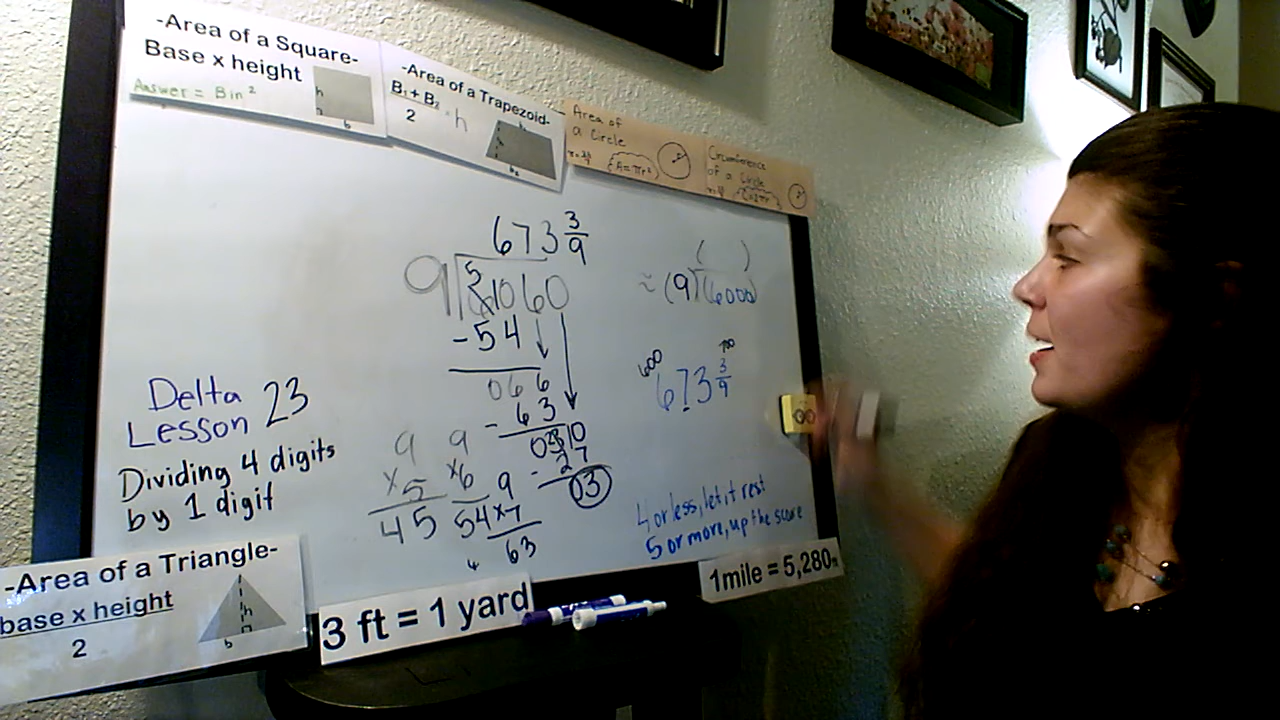 -Area of a Square-
Base x height
Answer = Bin²
h
b
-Area of a Trapezoid-
B₁ + B₂
2
· h
Area of
a Circle
(A=πr²)
Circumference
of a Circle
673 3/9
9
5
1060
-54
066
-63
10
-27
03
( )
≈ (9)(6000)
600
700
673 3/9
Delta
Lesson 23
Dividing 4 digits
by 1 digit
9
x5
45
9
x6
54
9
x7
63
4 or less, let it rest
5 or more, up the score
-Area of a Triangle-
base x height
2
h
b
3 ft = 1 yard
1mile = 5,280ft